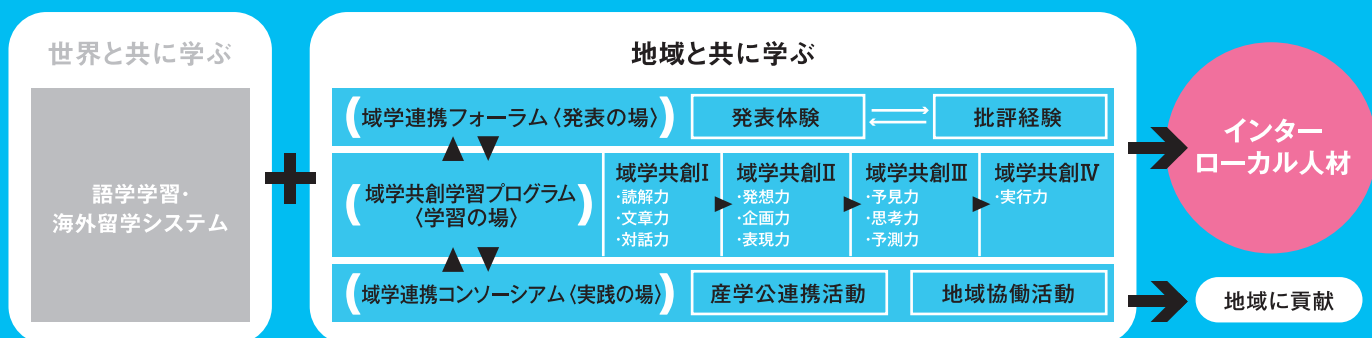 世界と共に学ぶ
語学学習・
海外留学システム
地域と共に学ぶ
域学連携フォーラム〈発表の場〉
発表体験
批評経験
域学共創学習プログラム
〈学習の場〉
域学共創Ⅰ
・読解力
・文章力
・対話力
域学共創Ⅱ
・発想力
・企画力
・表現力
域学共創Ⅲ
・予見力
・思考力
・予測力
域学共創Ⅳ
・実行力
域学連携コンソーシアム〈実践の場〉
産学公連携活動
地域協働活動
インター
ローカル人材
地域に貢献